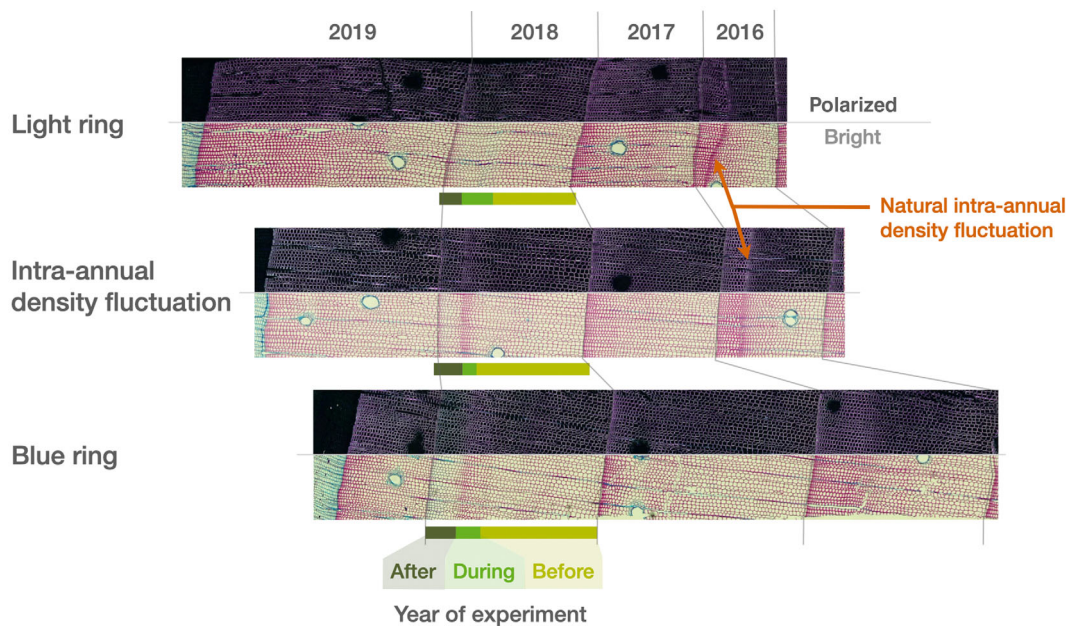 2019 2018 2017 2016
Light ring
Polarized
Bright
Natural intra-annual
density fluctuation
Intra-annual
density fluctuation
Blue ring
After During Before
Year of experiment